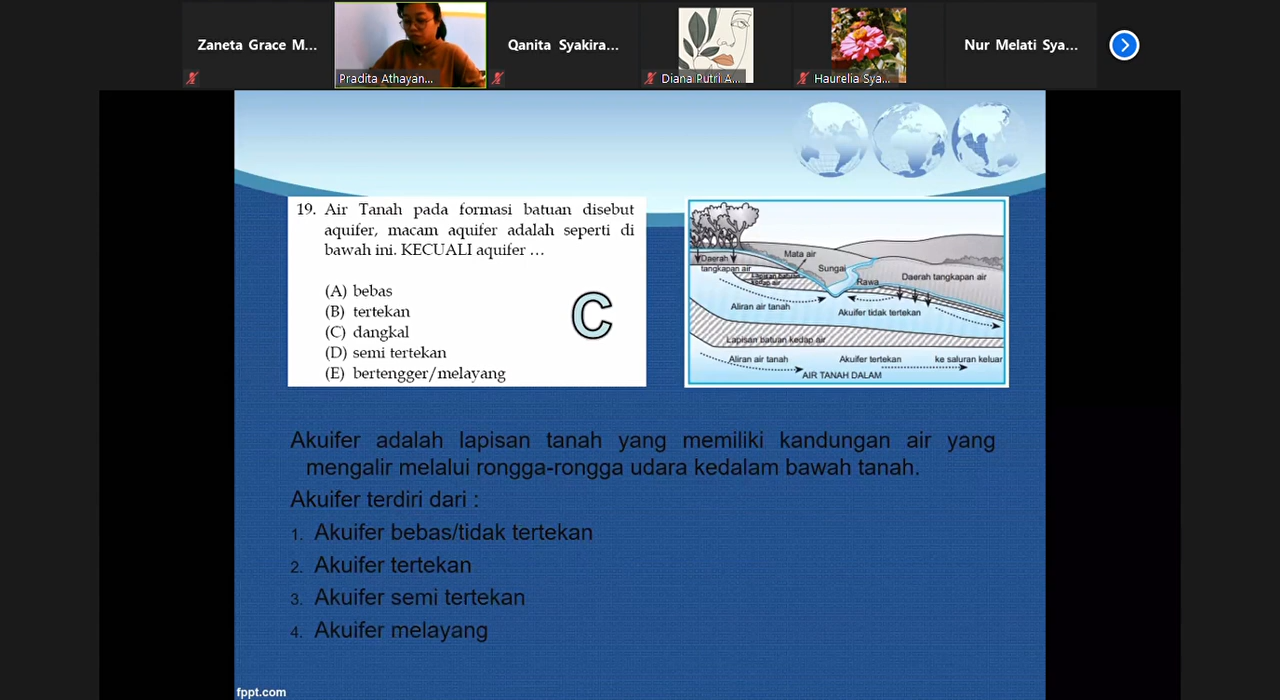 Zaneta Grace M...
Pradita Athayan...
Qanita Syakira...
Diana Putri A...
Haurelia Sya...
Nur Melati Sya...
19. Air Tanah pada formasi batuan disebut
aquifer, macam aquifer adalah seperti di
bawah ini. KECUALI aquifer ...
(A) bebas
(B) tertekan
(C) dangkal
(D) semi tertekan
(E) bertengger/melayang
C
Mata air
Daerah
tangkapan air
Lapisan batuan
kedap air
Sungai
Rawa
Daerah tangkapan air
Aliran air tanah
Akuifer tidak tertekan
Lapisan batuan kedap air
Aliran air tanah
Akuifer tertekan
ke saluran keluar
AIR TANAH DALAM
Akuifer adalah lapisan tanah yang memiliki kandungan air yang
mengalir melalui rongga-rongga udara kedalam bawah tanah.
Akuifer terdiri dari :
1. Akuifer bebas/tidak tertekan
2. Akuifer tertekan
3. Akuifer semi tertekan
4. Akuifer melayang
fppt.com